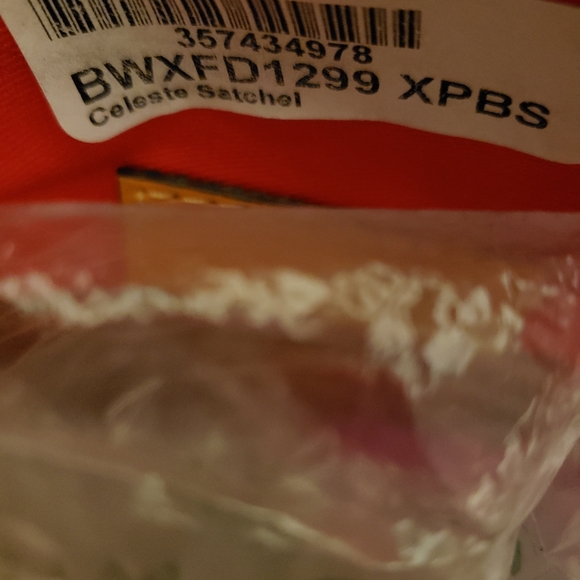 357434978
BWXFD1299 XPBS
Celeste Satchel